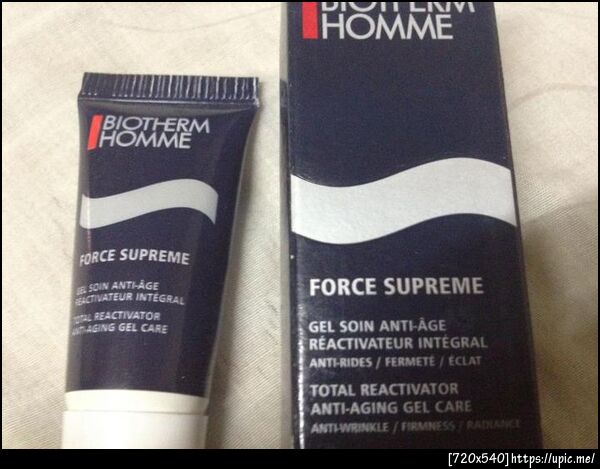 BIOTHERM
HOMME
FORCE SUPREME
GEL SOIN ANTI-ÂGE
RÉACTIVATEUR INTÉGRAL
TOTAL REACTIVATOR
ANTI-AGING GEL CARE
BIOTHERM
HOMME
FORCE SUPREME
GEL SOIN ANTI-ÂGE
RÉACTIVATEUR INTÉGRAL
ANTI-RIDES / FERMETÉ / ÉCLAT
TOTAL REACTIVATOR
ANTI-AGING GEL CARE
ANTI-WRINKLE / FIRMNESS / RADIANCE
[720x540]https://upic.me/